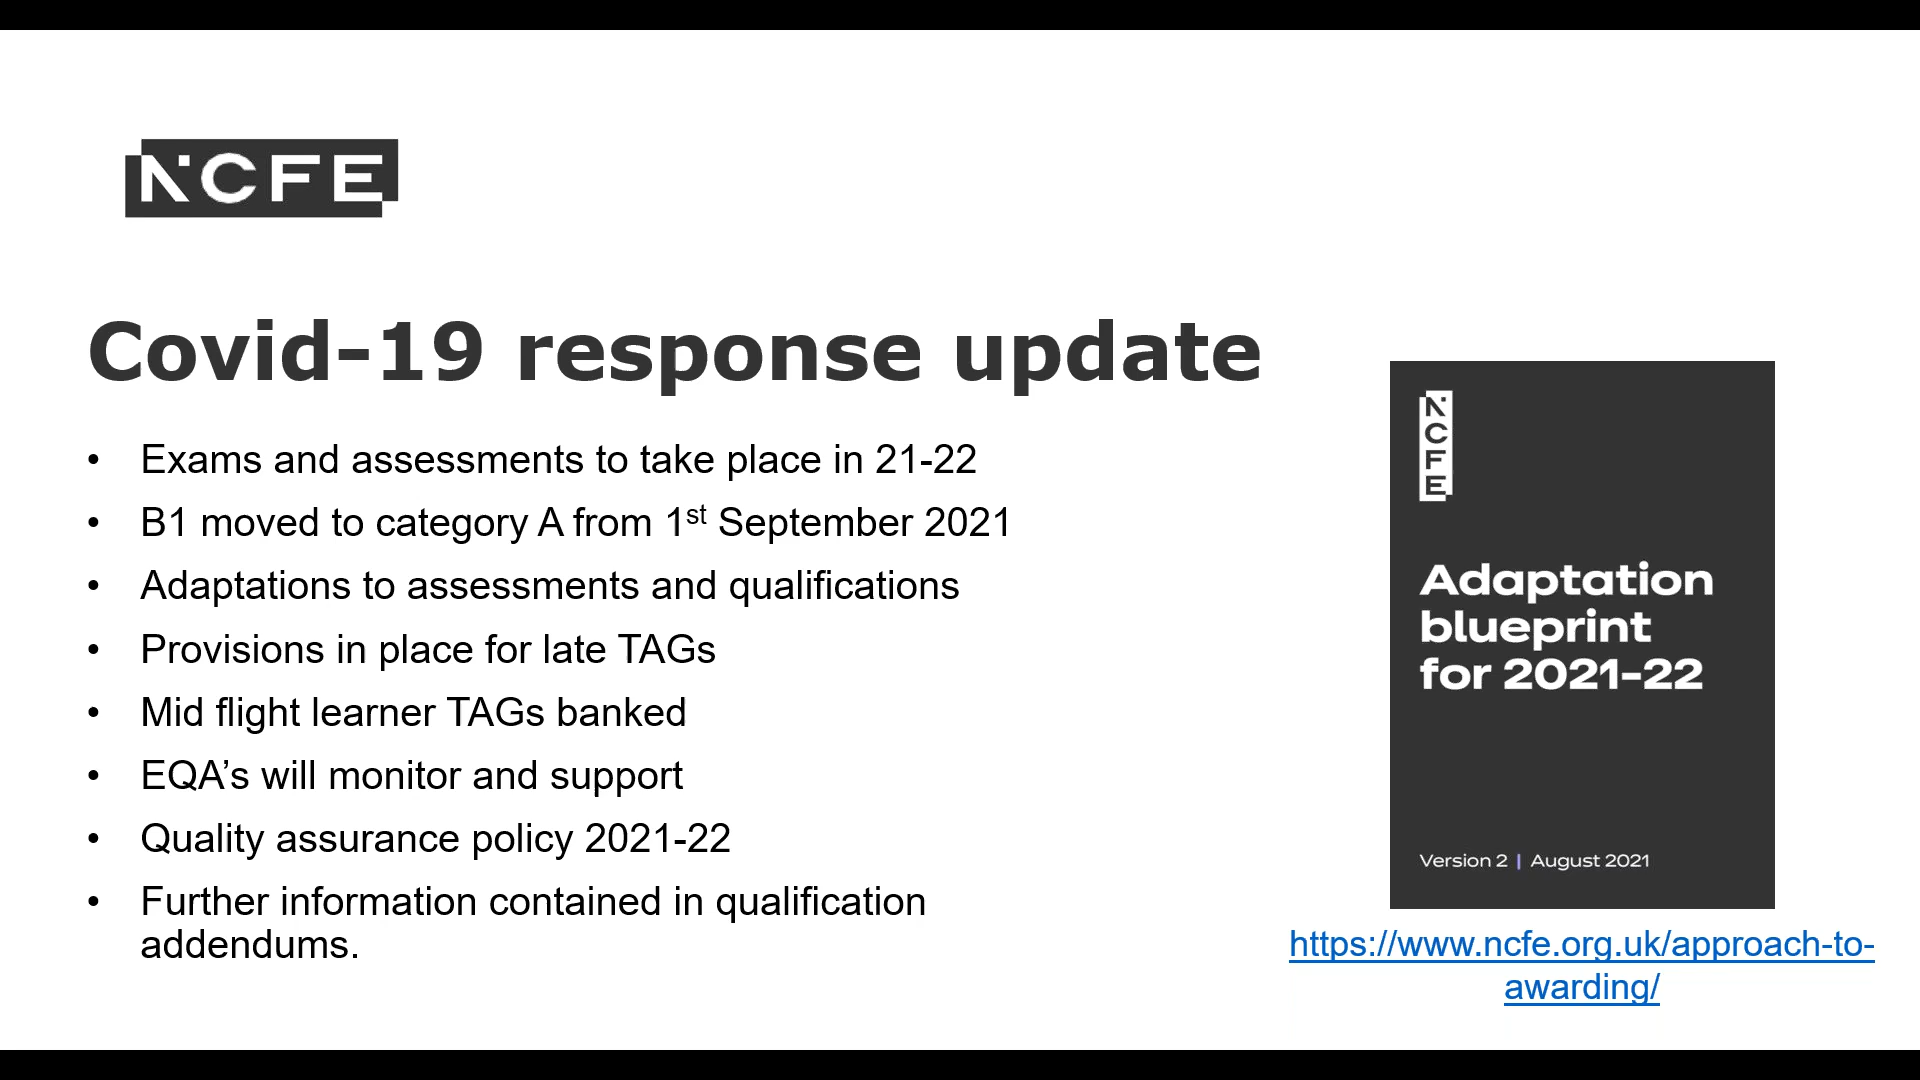 NCFE
Covid-19 response update
• Exams and assessments to take place in 21-22
• B1 moved to category A from 1st September 2021
• Adaptations to assessments and qualifications
• Provisions in place for late TAGs
• Mid flight learner TAGs banked
• EQA’s will monitor and support
• Quality assurance policy 2021-22
• Further information contained in qualification
addendums.
NCFE
Adaptation
blueprint
for 2021-22
Version 2 | August 2021
https://www.ncfe.org.uk/approach-to-
awarding/